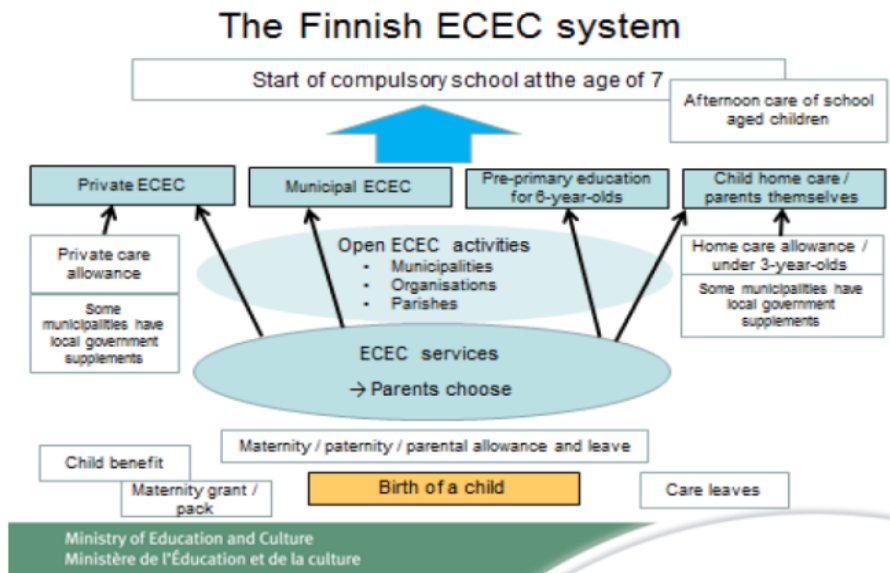 The Finnish ECEC system
Start of compulsory school at the age of 7
Afternoon care of school
aged children
Private ECEC
Municipal ECEC
Pre-primary education
for 6-year-olds
Child home care /
parents themselves
Private care
allowance
Some
municipalities have
local government
supplements
Open ECEC activities
• Municipalities
• Organisations
• Parishes
Home care allowance /
under 3-year-olds
Some municipalities have
local government
supplements
ECEC services
→ Parents choose
Maternity / paternity / parental allowance and leave
Child benefit
Maternity grant /
pack
Birth of a child
Care leaves
Ministry of Education and Culture
Ministère de l'Éducation et de la culture